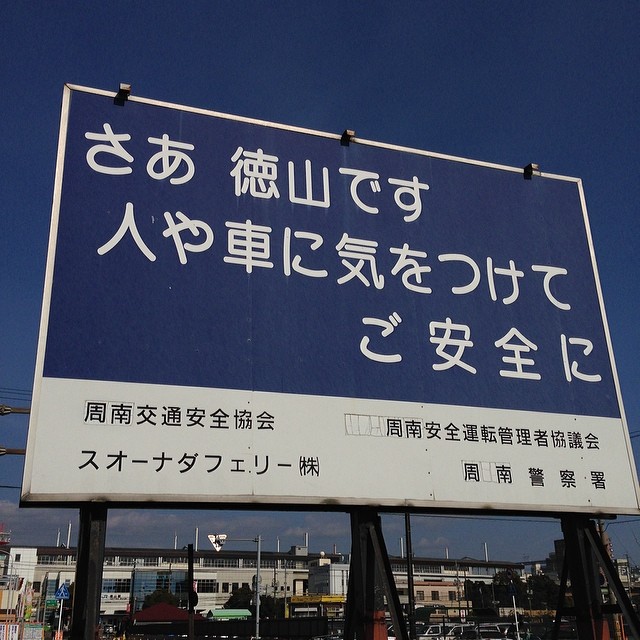 さあ 徳山です
人や車に気をつけて
ご安全に
周南交通安全協会
周南安全運転管理者協議会
スオーナダフェリー㈱
周南警察署